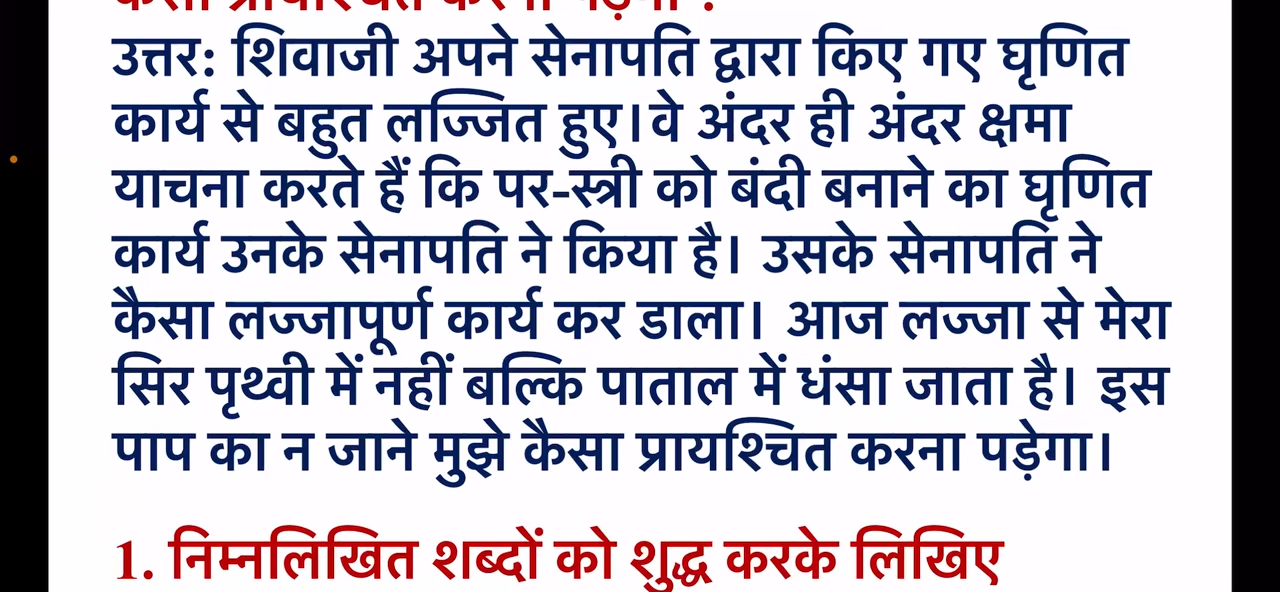 उत्तर: शिवाजी अपने सेनापति द्वारा किए गए घृणित
कार्य से बहुत लज्जित हुए।वे अंदर ही अंदर क्षमा
याचना करते हैं कि पर-स्त्री को बंदी बनाने का घृणित
कार्य उनके सेनापति ने किया है। उसके सेनापति ने
कैसा लज्जापूर्ण कार्य कर डाला। आज लज्जा से मेरा
सिर पृथ्वी में नहीं बल्कि पाताल में धंसा जाता है। इस
पाप का न जाने मुझे कैसा प्रायश्चित करना पड़ेगा।
1. निम्नलिखित शब्दों को शुद्ध करके लिखिए